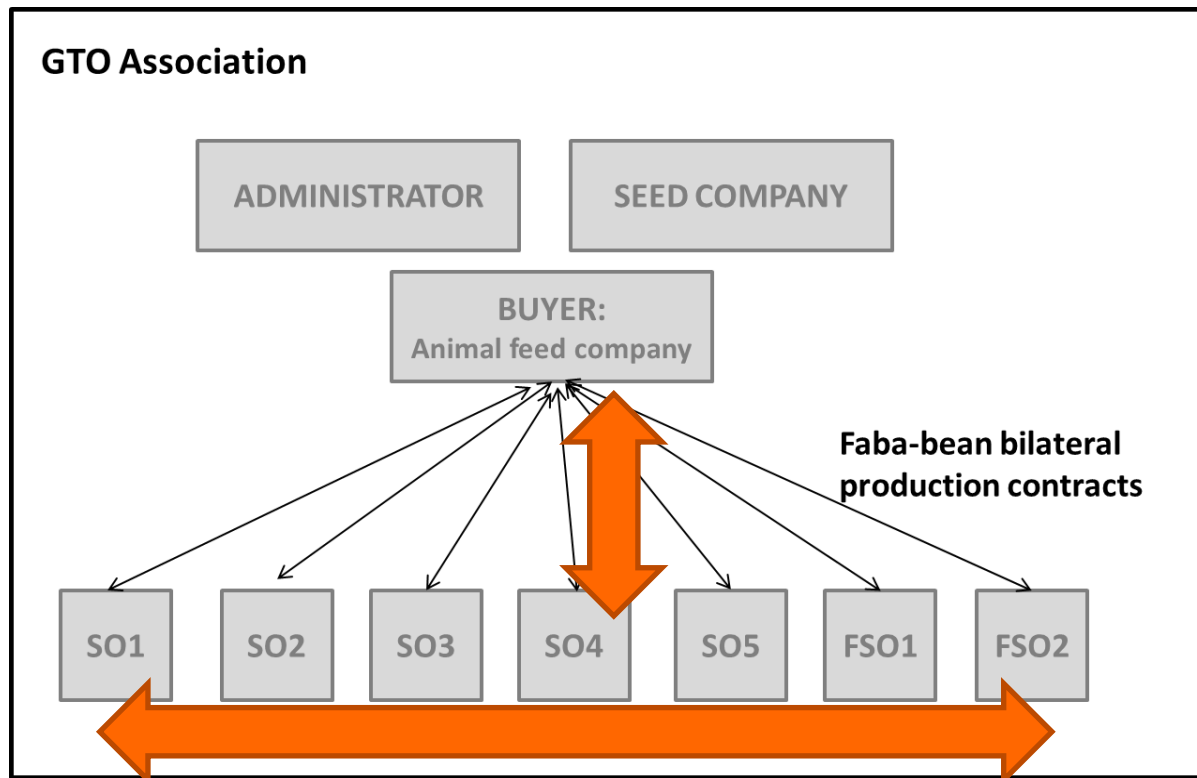 GTO Association
ADMINISTRATOR
SEED COMPANY
BUYER:
Animal feed company
Faba-bean bilateral
production contracts
SO1
SO2
SO3
SO4
SO5
FSO1
FSO2